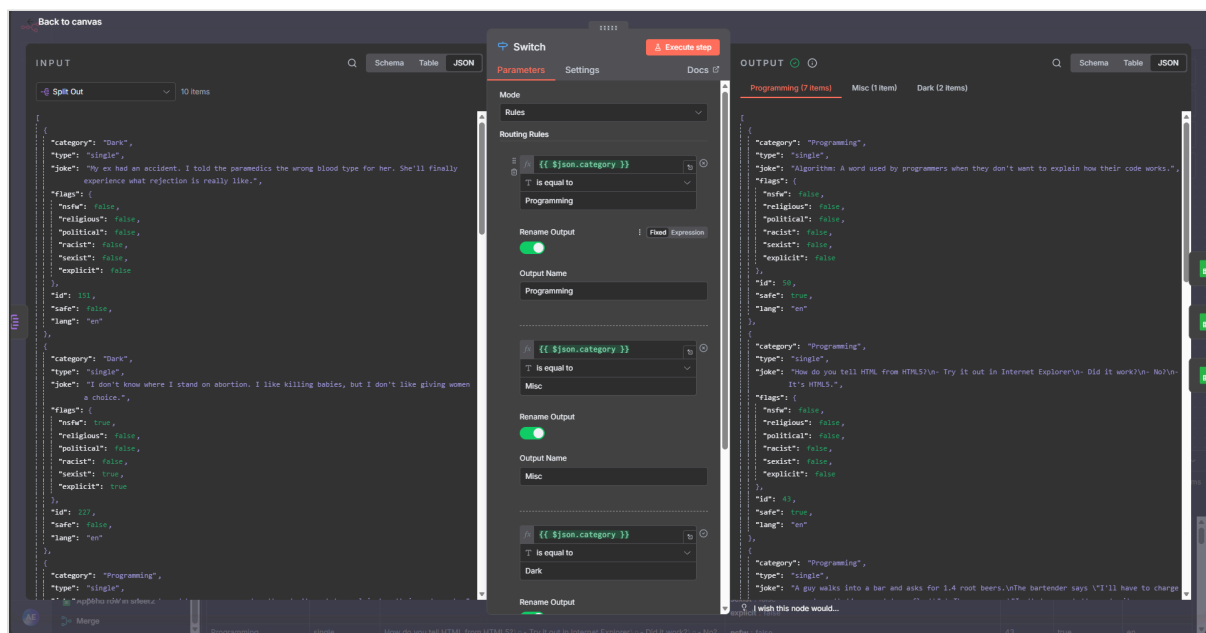 Back to canvas
INPUT
Schema
Table
JSON
Split Out
10 items
[
{
"category": "Dark",
"type": "single",
"joke": "My ex had an accident. I told the paramedics the wrong blood type for her. She'll finally
experience what rejection is really like.",
"flags": {
"nsfw": false,
"religious": false,
"political": false,
"racist": false,
"sexist": false,
"explicit": false
},
"id": 151,
"safe": false,
"lang": "en"
},
{
"category": "Dark",
"type": "single",
"joke": "I don't know where I stand on abortion. I like killing babies, but I don't like giving women
a choice.",
"flags": {
"nsfw": true,
"religious": false,
"political": false,
"racist": false,
"sexist": true,
"explicit": true
},
"id": 227,
"safe": false,
"lang": "en"
},
{
"category": "Programming",
"type": "single",
Switch
Execute step
Parameters
Settings
Docs
Mode
Rules
Routing Rules
fx {{ $json.category }}
T is equal to
Programming
Rename Output
Fixed Expression
Output Name
Programming
fx {{ $json.category }}
T is equal to
Misc
Rename Output
Output Name
Misc
fx {{ $json.category }}
T is equal to
Dark
Rename Output
OUTPUT
Schema
Table
JSON
Programming (7 items)
Misc (1 item)
Dark (2 items)
[
{
"category": "Programming",
"type": "single",
"joke": "Algorithm: A word used by programmers when they don't want to explain how their code works.",
"flags": {
"nsfw": false,
"religious": false,
"political": false,
"racist": false,
"sexist": false,
"explicit": false
},
"id": 50,
"safe": true,
"lang": "en"
},
{
"category": "Programming",
"type": "single",
"joke": "How do you tell HTML from HTML5?\n- Try it out in Internet Explorer\n- Did it work?\n- No?\n-
It's HTML5.",
"flags": {
"nsfw": false,
"religious": false,
"political": false,
"racist": false,
"sexist": false,
"explicit": false
},
"id": 43,
"safe": true,
"lang": "en"
},
{
"category": "Programming",
"type": "single",
"joke": "A guy walks into a bar and asks for 1.4 root beers.\nThe bartender says \"I'll have to charge
I wish this node would...
Merge